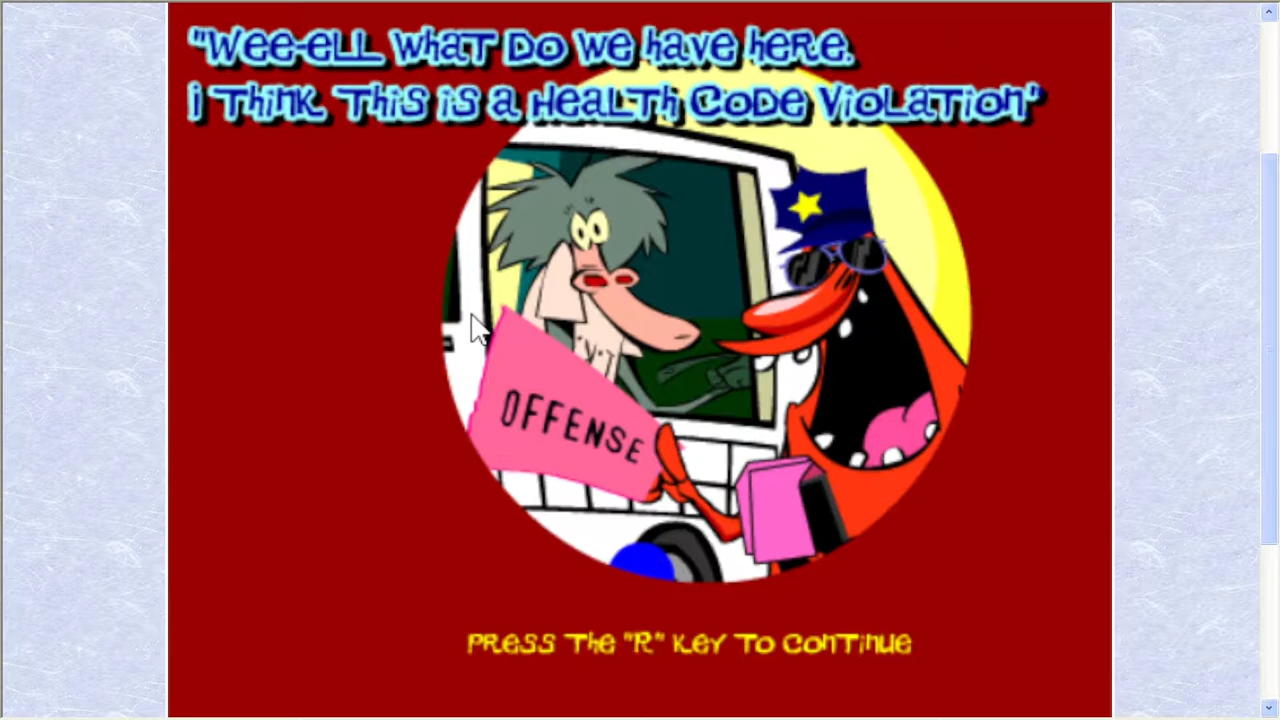 "Wee-ell what do we have here.
I think this is a health code violation"
OFFENSE
Press the "R" key to continue